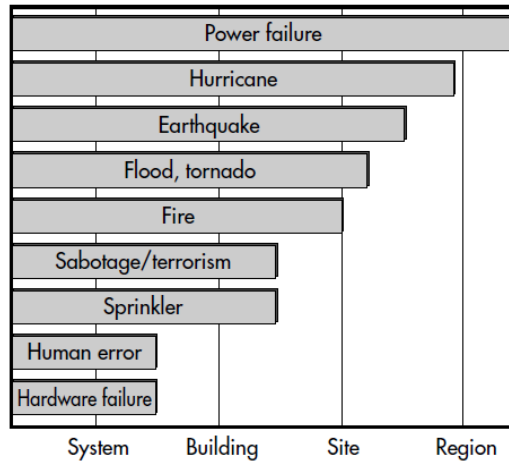 Power failure
Hurricane
Earthquake
Flood, tornado
Fire
Sabotage/terrorism
Sprinkler
Human error
Hardware failure
System Building Site Region